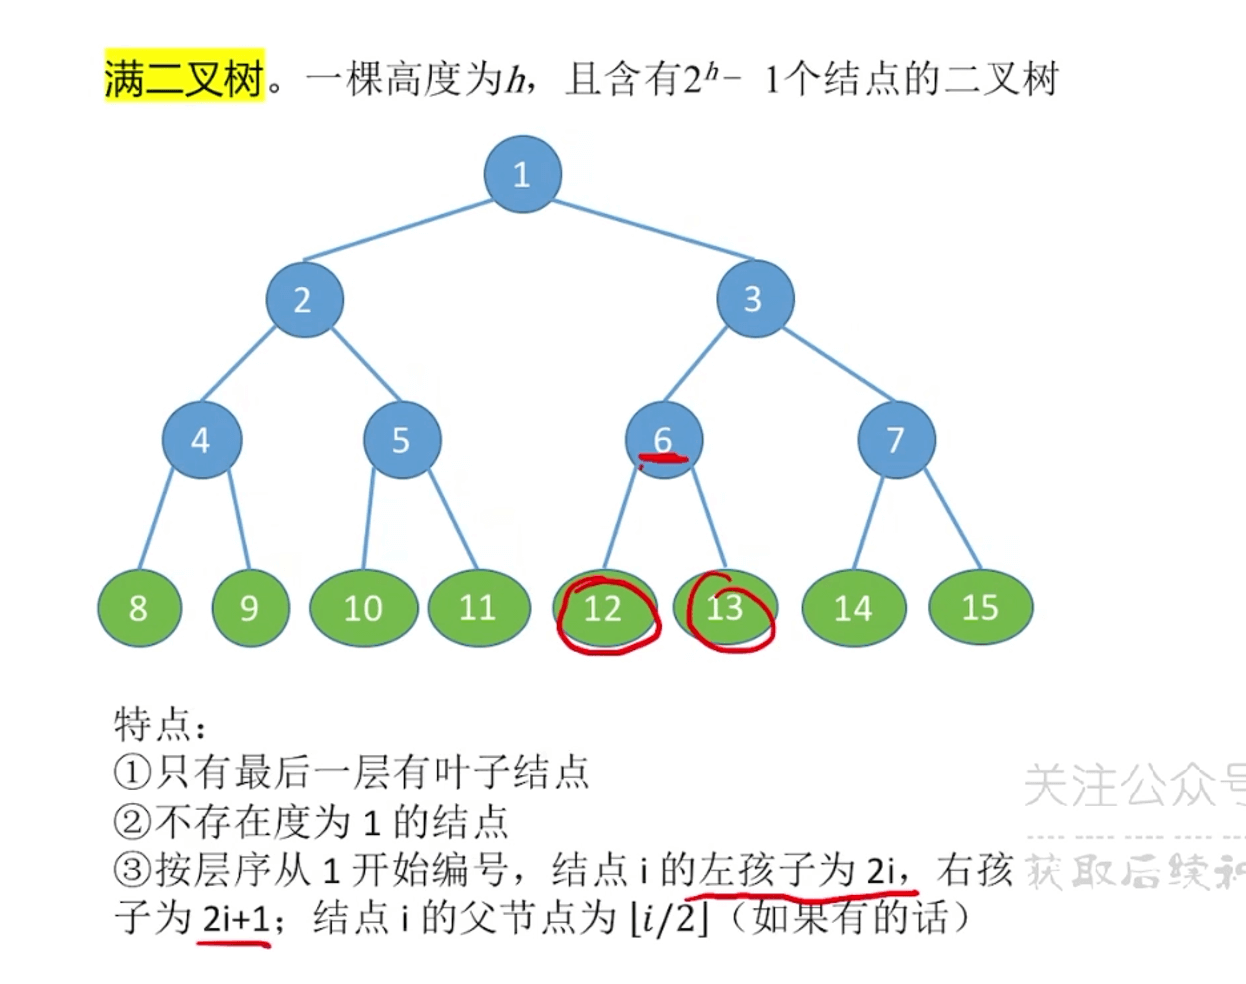 满二叉树。一棵高度为h，且含有2ʰ− 1个结点的二叉树
1
2 3
4 5 6 7
8 9 10 11 12 13 14 15
特点：
①只有最后一层有叶子结点
②不存在度为 1 的结点
③按层序从 1 开始编号，结点 i 的左孩子为 2i，右孩
子为 2i+1；结点 i 的父节点为 ⌊i/2⌋（如果有的话）
关注公众号
获取后续